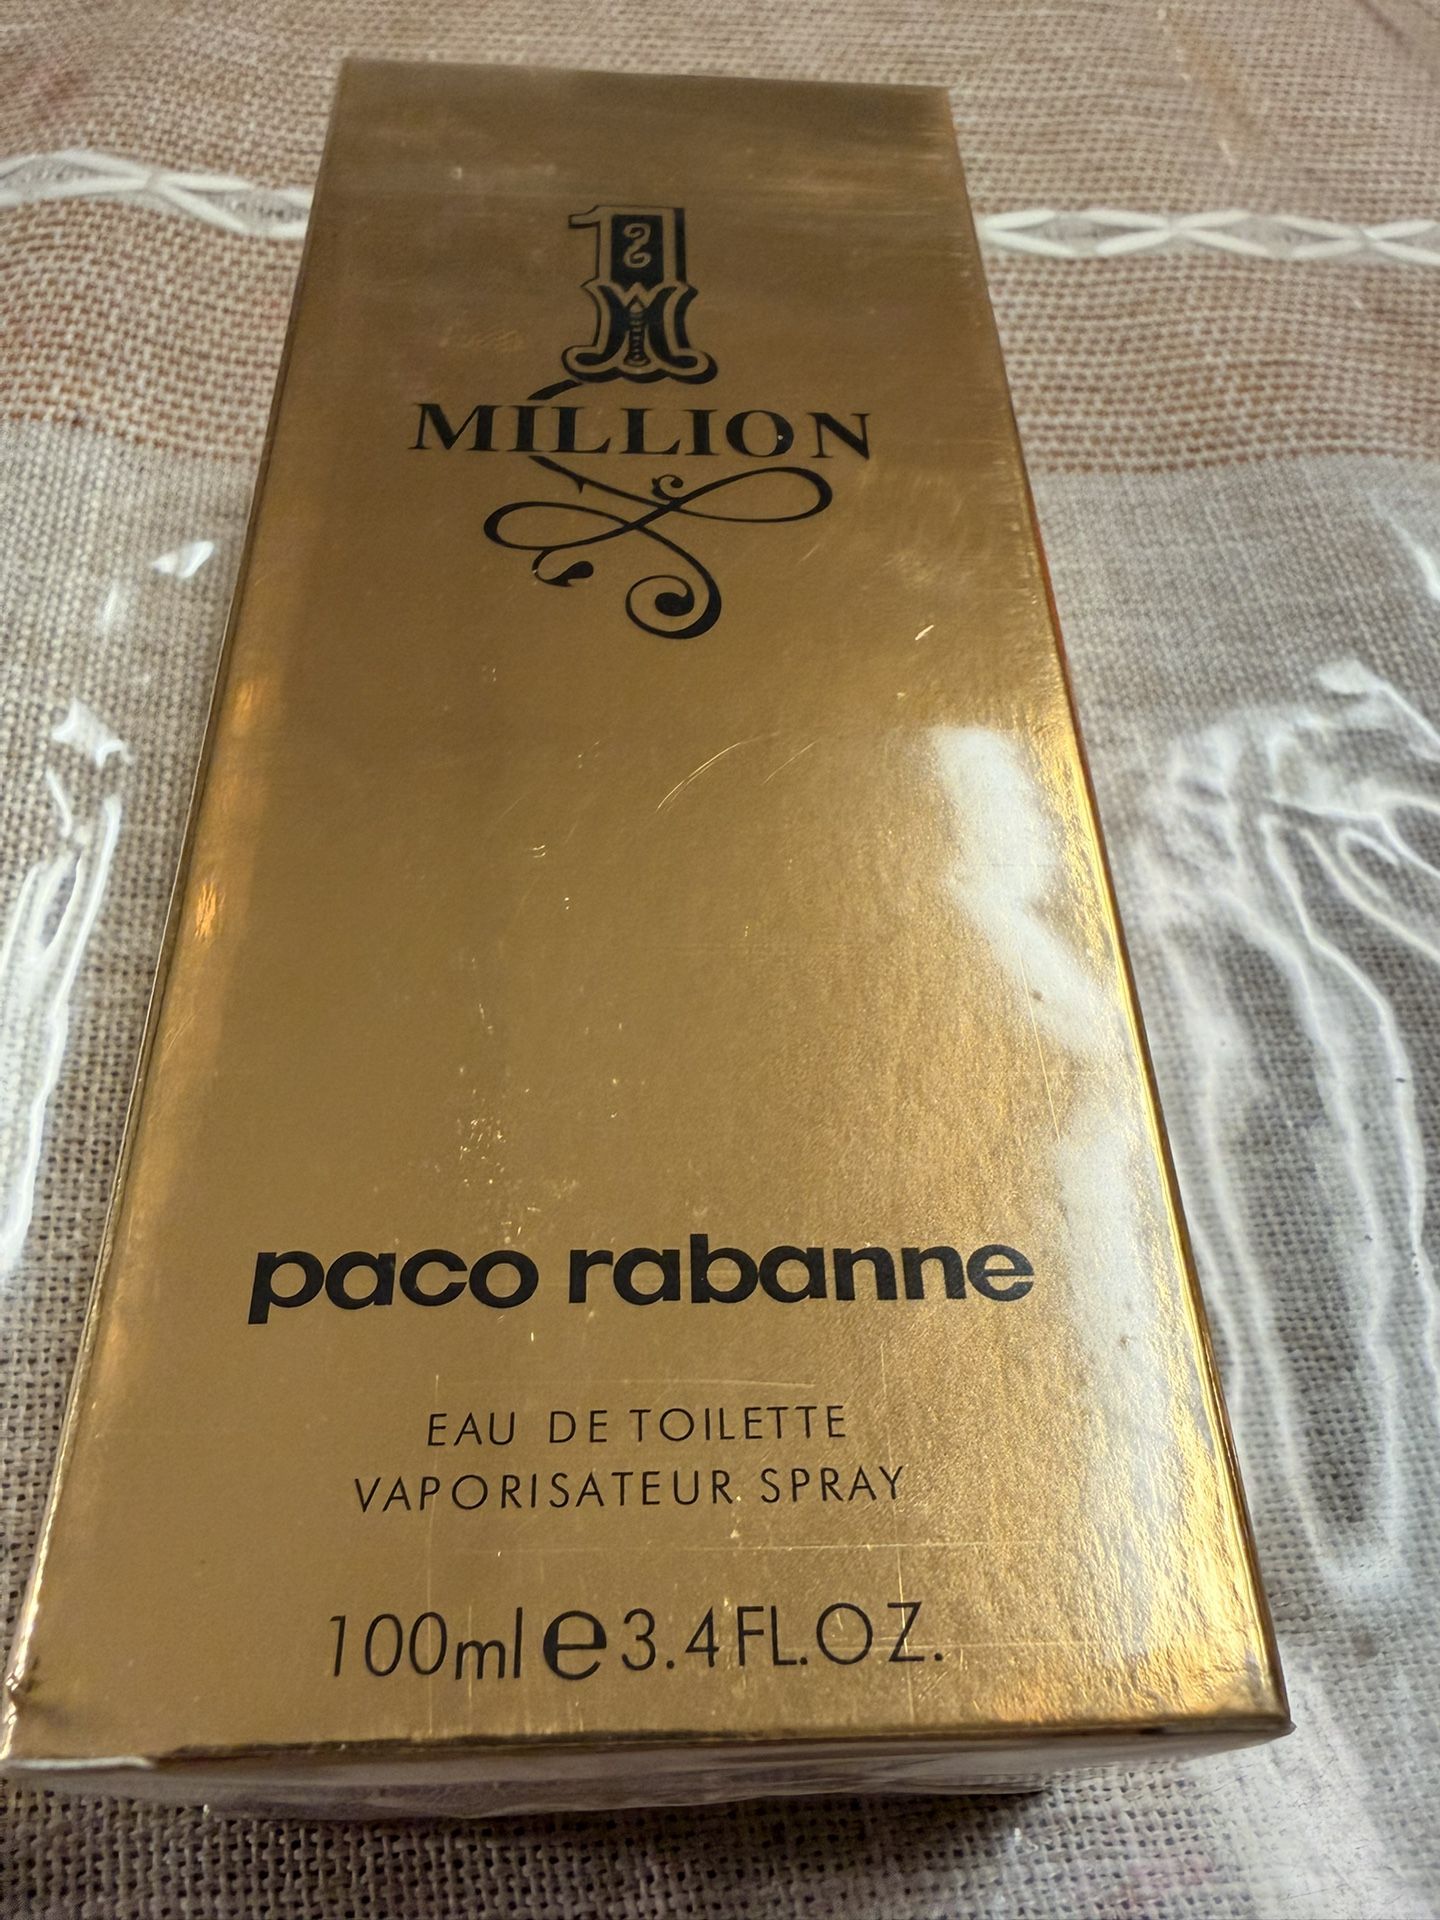 1
MILLION
paco rabanne
EAU DE TOILETTE
VAPORISATEUR SPRAY
100ml e 3.4FL.OZ.